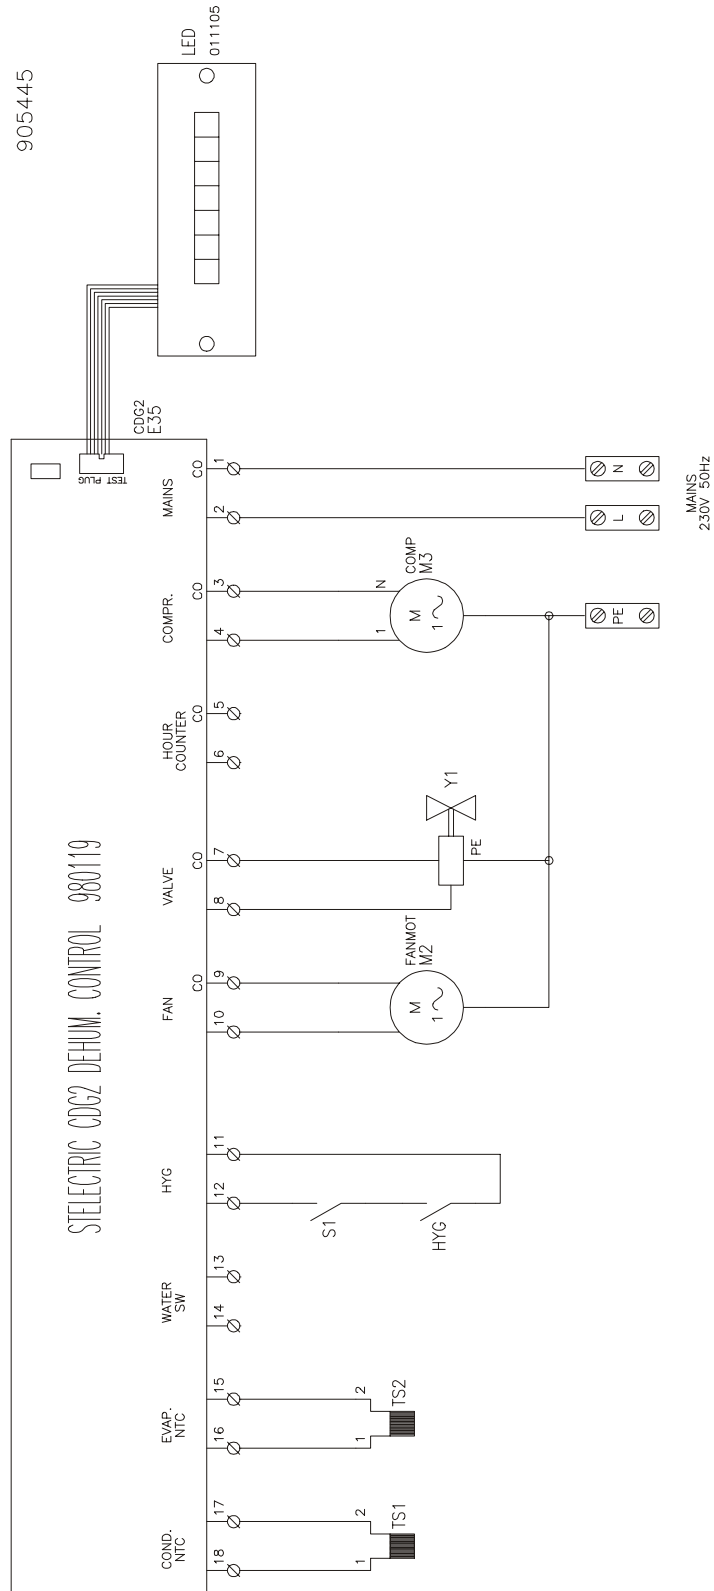 905445
LED
011105
CDG2
E35
TEST PLUG
STELECTRIC CDG2 DEHUM. CONTROL 980119
COND.
NTC
EVAP.
NTC
WATER
SW
HYG
FAN
CO
VALVE
CO
HOUR
COUNTER
CO
COMPR.
CO
MAINS
CO
18
17
16
15
14
13
12
11
10
9
8
7
6
5
4
3
2
1
1
2
TS1
1
2
TS2
S1
HYG
FANMOT
M2
M
1
Y1
PE
COMP
M3
1
N
M
1
PE
L
N
MAINS
230V 50Hz